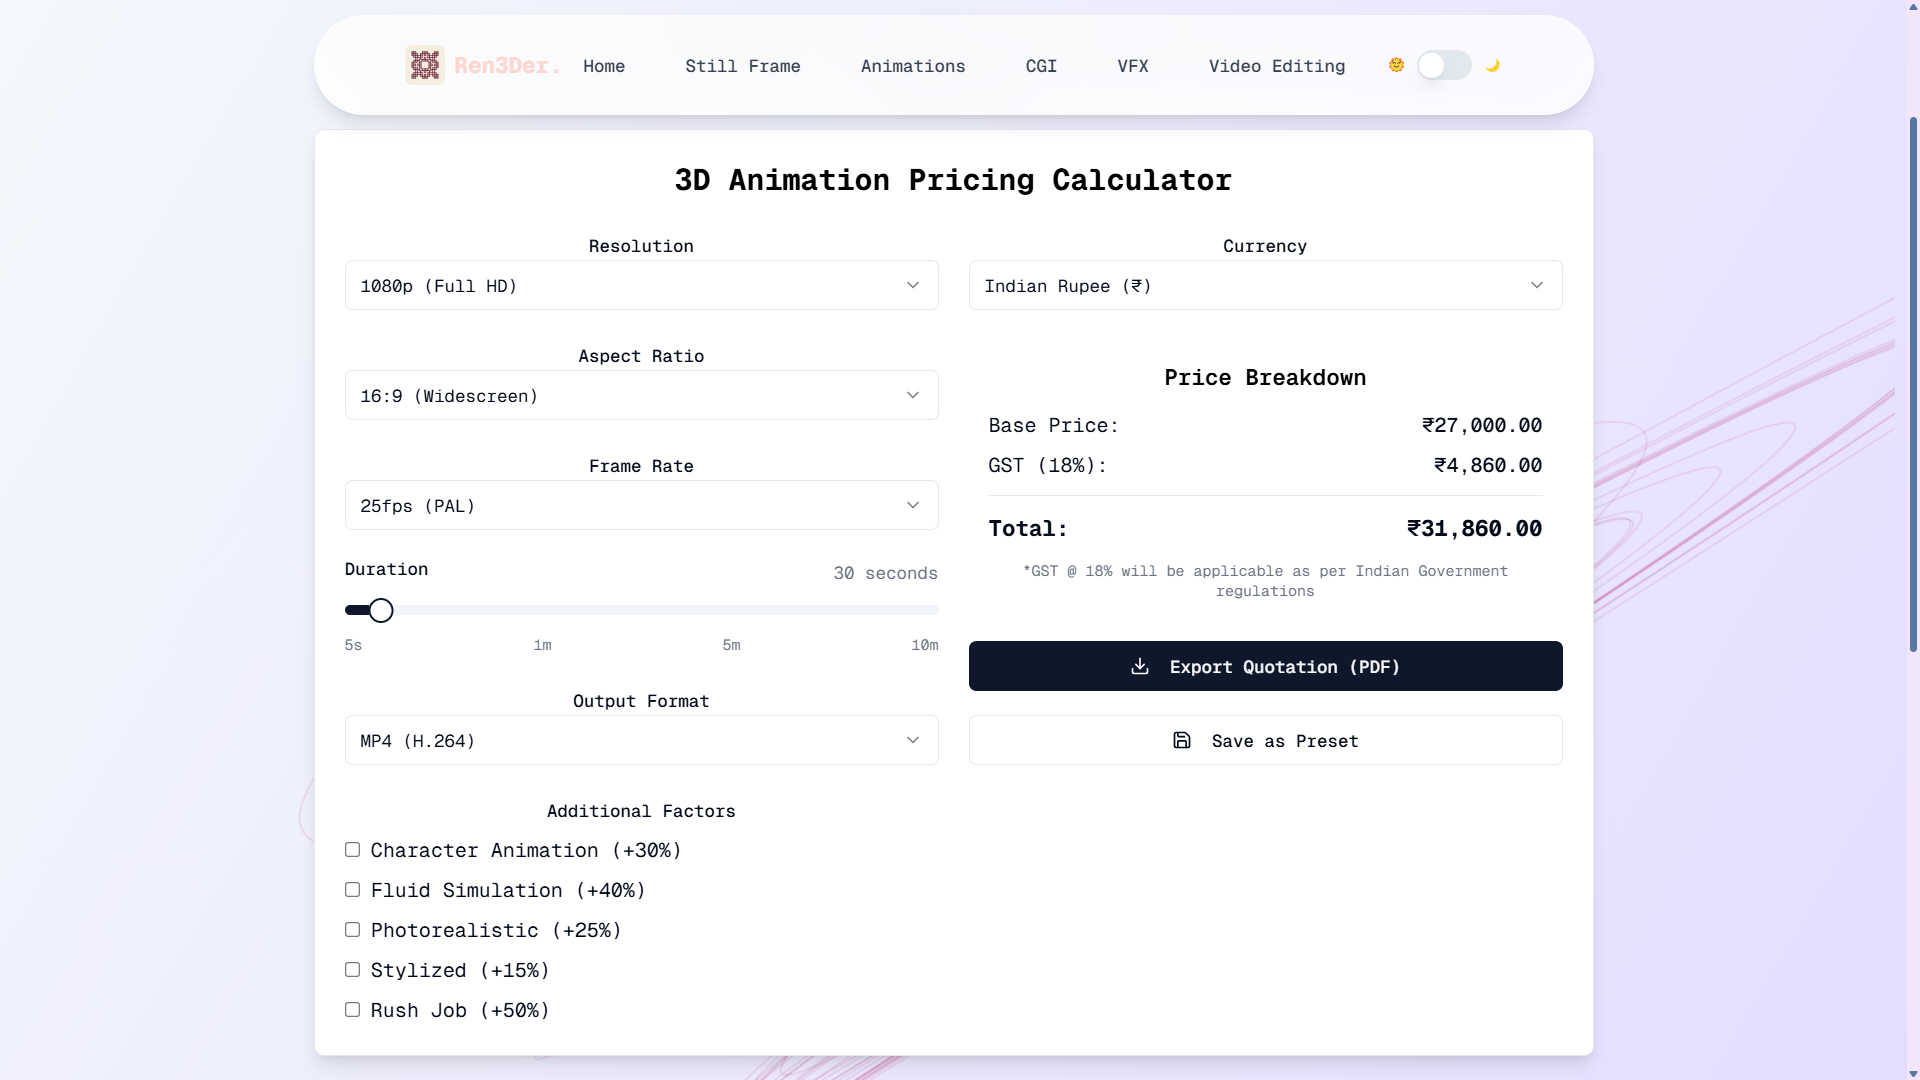 Ren3Der.
Home
Still Frame
Animations
CGI
VFX
Video Editing
3D Animation Pricing Calculator
Resolution
1080p (Full HD)
Aspect Ratio
16:9 (Widescreen)
Frame Rate
25fps (PAL)
Duration
30 seconds
5s
1m
5m
10m
Output Format
MP4 (H.264)
Additional Factors
Character Animation (+30%)
Fluid Simulation (+40%)
Photorealistic (+25%)
Stylized (+15%)
Rush Job (+50%)
Currency
Indian Rupee (₹)
Price Breakdown
Base Price: ₹27,000.00
GST (18%): ₹4,860.00
Total: ₹31,860.00
*GST @ 18% will be applicable as per Indian Government
regulations
Export Quotation (PDF)
Save as Preset